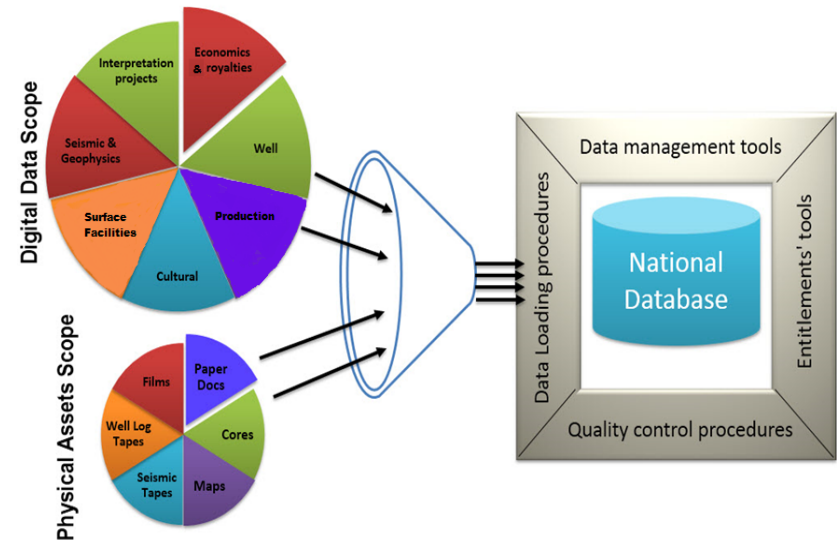 Digital Data Scope
Economics
& royalties
Well
Production
Cultural
Surface
Facilities
Seismic &
Geophysics
Interpretation
projects
Physical Assets Scope
Paper
Docs
Cores
Maps
Seismic
Tapes
Well Log
Tapes
Films
Data management tools
Data Loading procedures
National
Database
Entitlements' tools
Quality control procedures